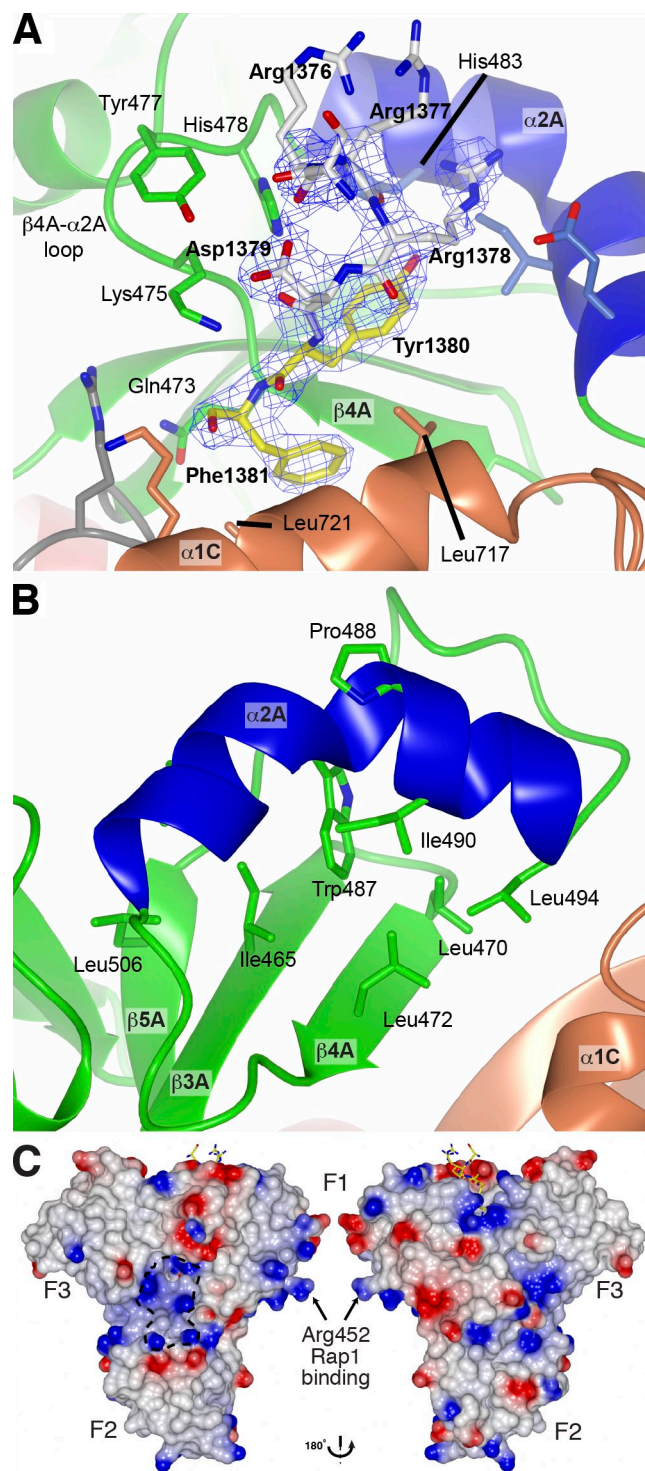 A
Arg1376
His483
Tyr477
Arg1377
α2A
His478
β4A-α2A
loop
Asp1379
Arg1378
Lys475
Tyr1380
Gln473
β4A
Phe1381
Leu721
α1C
Leu717
B
Pro488
α2A
Ile490
Trp487
Leu494
Leu506
Ile465
Leu470
β5A
Leu472
β4A
α1C
β3A
C
F1
F3
F3
Arg452
Rap1
binding
F2
F2
180°